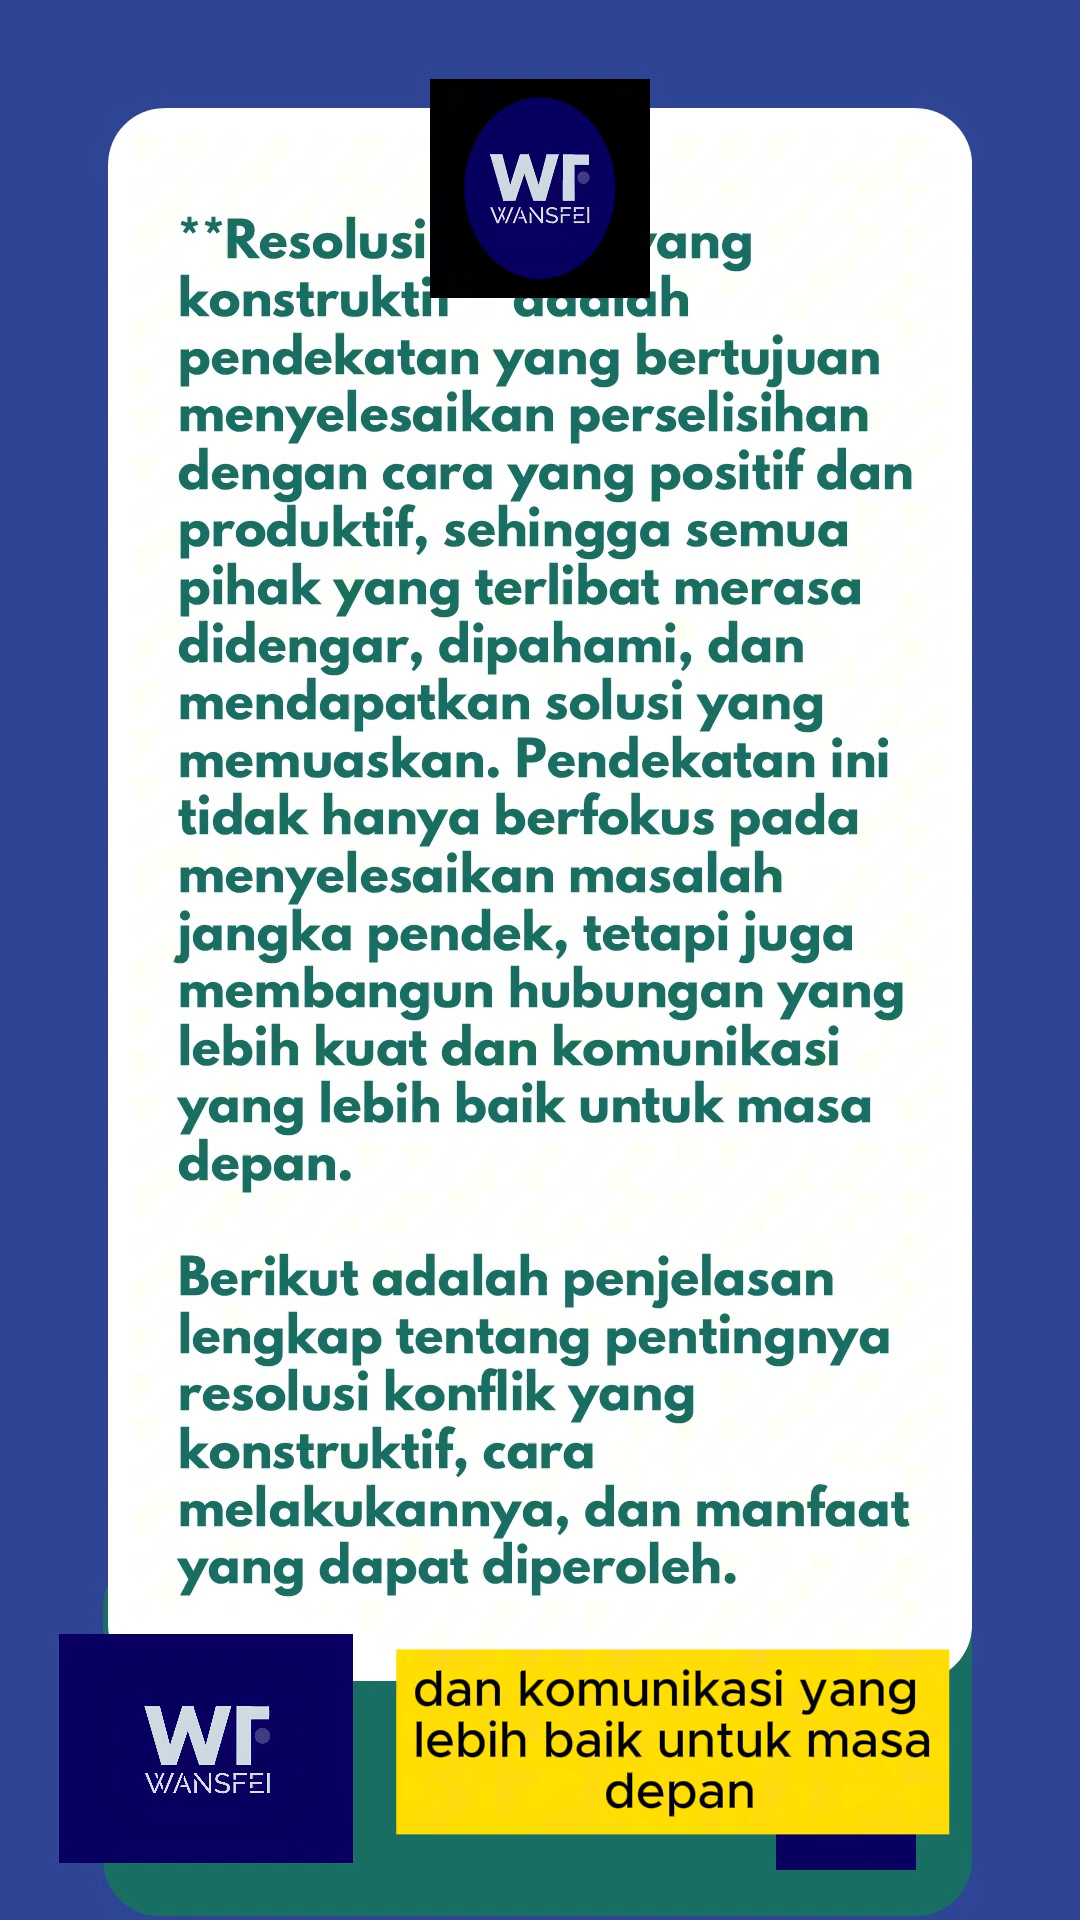 WF
WANSFEI
**Resolusi yang
konstruktif** adalah
pendekatan yang bertujuan
menyelesaikan perselisihan
dengan cara yang positif dan
produktif, sehingga semua
pihak yang terlibat merasa
didengar, dipahami, dan
mendapatkan solusi yang
memuaskan. Pendekatan ini
tidak hanya berfokus pada
menyelesaikan masalah
jangka pendek, tetapi juga
membangun hubungan yang
lebih kuat dan komunikasi
yang lebih baik untuk masa
depan.
Berikut adalah penjelasan
lengkap tentang pentingnya
resolusi konflik yang
konstruktif, cara
melakukannya, dan manfaat
yang dapat diperoleh.
WF
WANSFEI
dan komunikasi yang
lebih baik untuk masa
depan